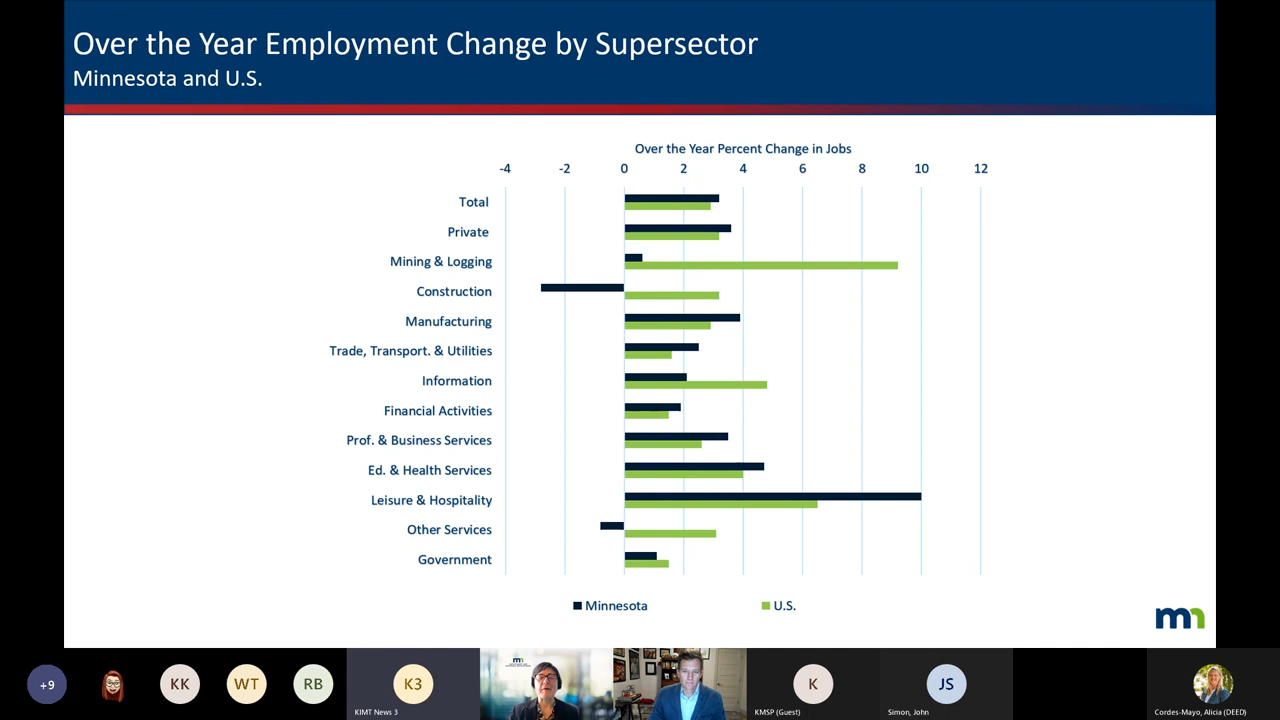 Over the Year Employment Change by Supersector
Minnesota and U.S.
Over the Year Percent Change in Jobs
-4 -2 0 2 4 6 8 10 12
Total
Private
Mining & Logging
Construction
Manufacturing
Trade, Transport. & Utilities
Information
Financial Activities
Prof. & Business Services
Ed. & Health Services
Leisure & Hospitality
Other Services
Government
Minnesota U.S.
mn
+9 KK WT RB K3 mn K JS
KIMT News 3 KMSP (Guest) Simon, John Cordes-Mayo, Alicia (DEED)